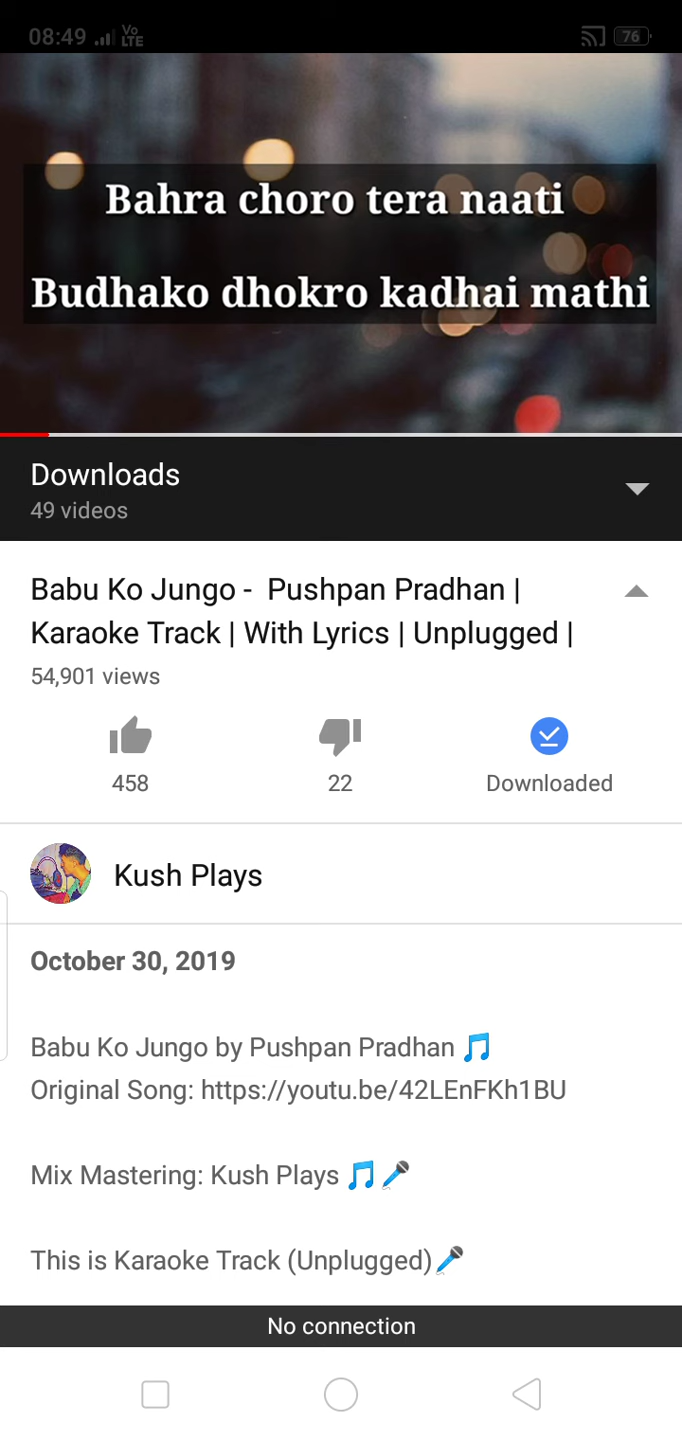 08:49 Vo LTE 76
Bahra choro tera naati
Budhako dhokro kadhai mathi
Downloads
49 videos
Babu Ko Jungo - Pushpan Pradhan |
Karaoke Track | With Lyrics | Unplugged |
54,901 views
458 22 Downloaded
Kush Plays
October 30, 2019
Babu Ko Jungo by Pushpan Pradhan 🎵
Original Song: https://youtu.be/42LEnFKh1BU
Mix Mastering: Kush Plays 🎵🎤
This is Karaoke Track (Unplugged)🎤
No connection